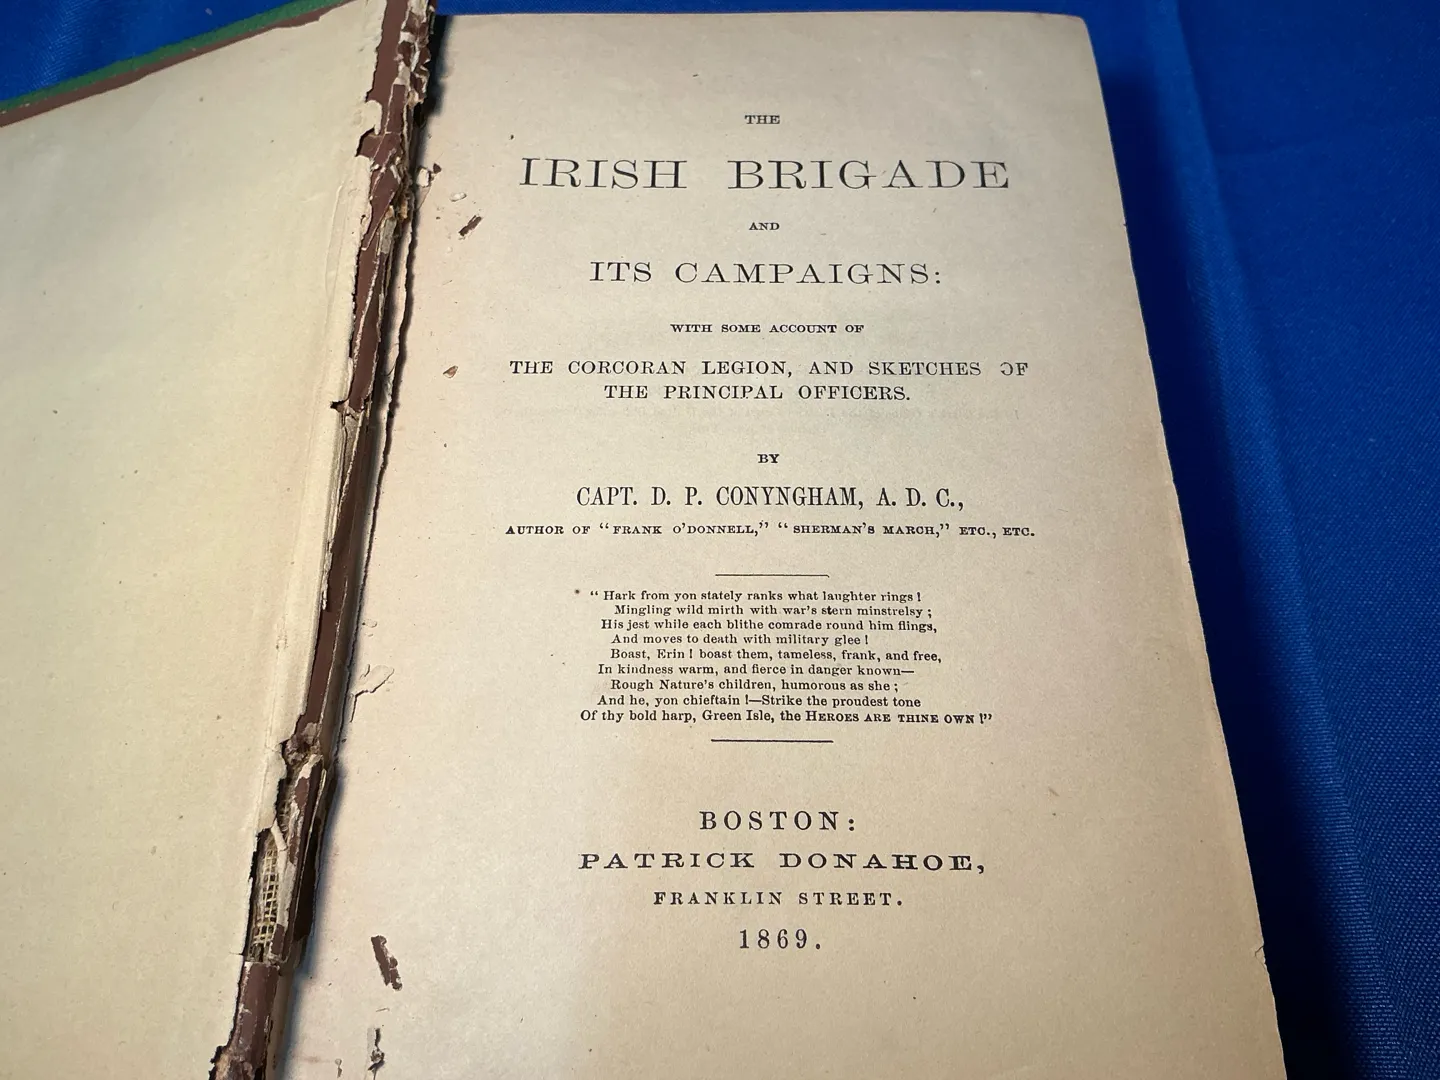 THE
IRISH BRIGADE
AND
ITS CAMPAIGNS:
WITH SOME ACCOUNT OF
THE CORCORAN LEGION, AND SKETCHES OF
THE PRINCIPAL OFFICERS.
BY
CAPT. D. P. CONYNGHAM, A. D. C.,
AUTHOR OF "FRANK O'DONNELL," "SHERMAN'S MARCH," ETC., ETC.
"Hark from yon stately ranks what laughter rings!
Mingling wild mirth with war's stern minstrelsy;
His jest while each blithe comrade round him flings,
And moves to death with military glee!
Boast, Erin! boast them, tameless, frank, and free,
In kindness warm, and fierce in danger known—
Rough Nature's children, humorous as she;
And he, yon chieftain!—Strike the proudest tone
Of thy bold harp, Green Isle, the HEROES ARE THINE OWN!"
BOSTON:
PATRICK DONAHOE,
FRANKLIN STREET.
1869.